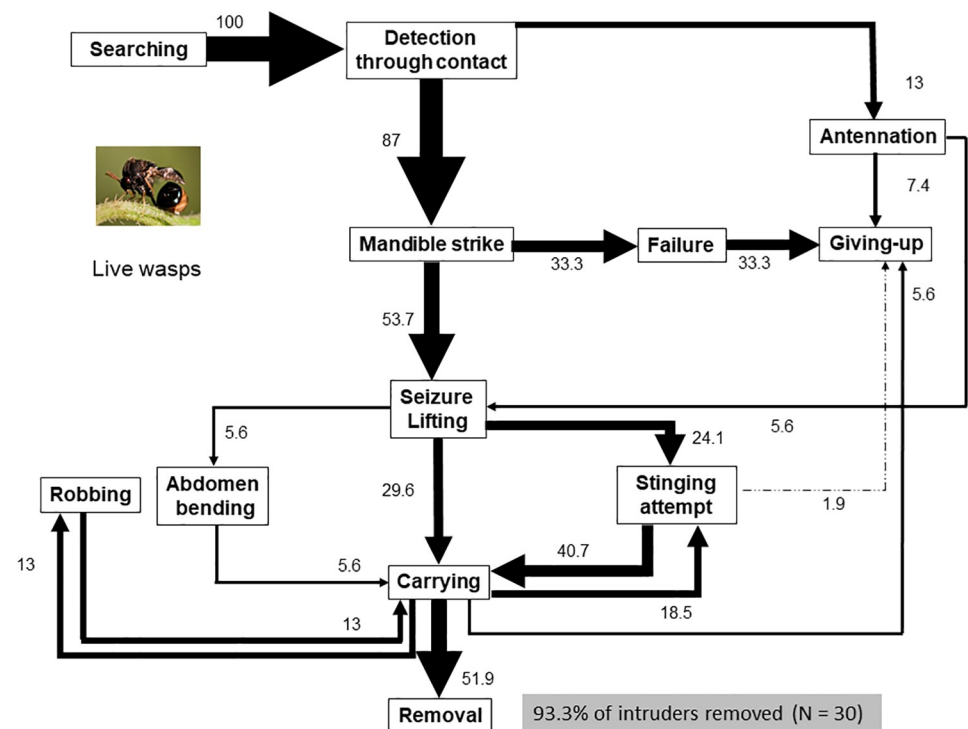 100
Searching
Detection
through contact
13
87
Antennation
7.4
Mandible strike
Failure
Giving-up
33.3
33.3
Live wasps
5.6
53.7
Seizure
Lifting
5.6
5.6
24.1
Robbing
Abdomen
bending
29.6
Stinging
attempt
1.9
40.7
13
5.6
Carrying
18.5
13
51.9
Removal
93.3% of intruders removed (N = 30)